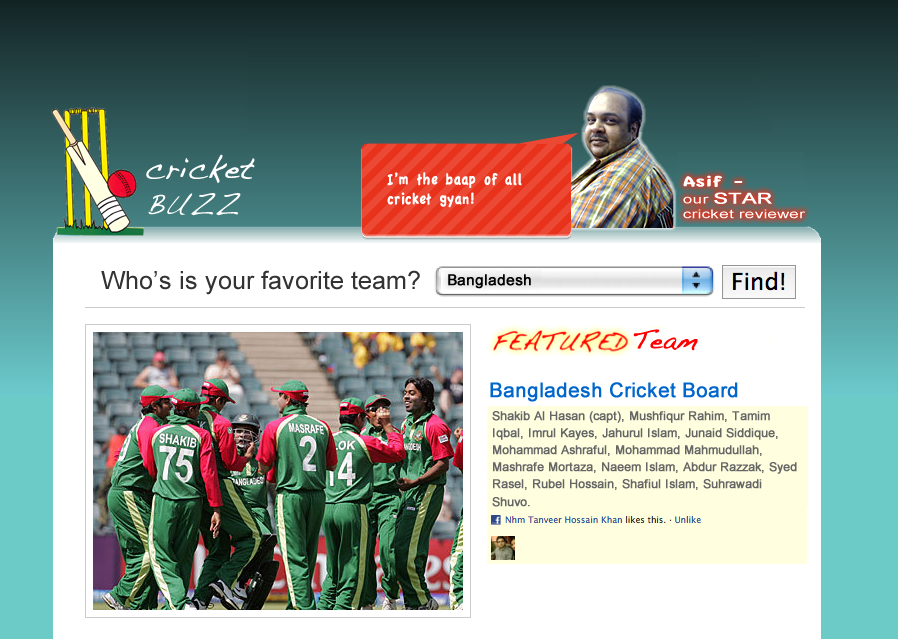 cricket
BUZZ
I'm the baap of all
cricket gyan!
Asif -
our STAR
cricket reviewer
Who's is your favorite team?
Bangladesh
Find!
FEATURED Team
Bangladesh Cricket Board
Shakib Al Hasan (capt), Mushfiqur Rahim, Tamim
Iqbal, Imrul Kayes, Jahurul Islam, Junaid Siddique,
Mohammad Ashraful, Mohammad Mahmudullah,
Mashrafe Mortaza, Naeem Islam, Abdur Razzak, Syed
Rasel, Rubel Hossain, Shafiul Islam, Suhrawadi
Shuvo.
Nhm Tanveer Hossain Khan likes this. · Unlike
SHAKIB
75
MASRAFE
2
BANGLADESH